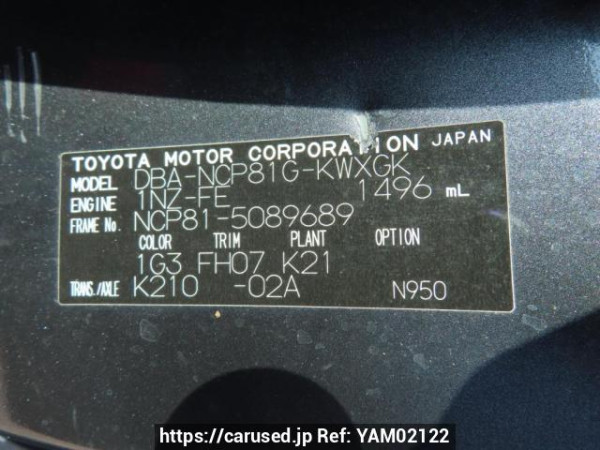 TOYOTA MOTOR CORPORATION JAPAN
MODEL DBA-NCP81G-KWXGK
ENGINE 1NZ-FE 1496 mL
FRAME No. NCP81-5089689
COLOR TRIM PLANT OPTION
1G3 FH07 K21
TRANS./AXLE K210 -02A N950
https://carused.jp Ref: YAM02122